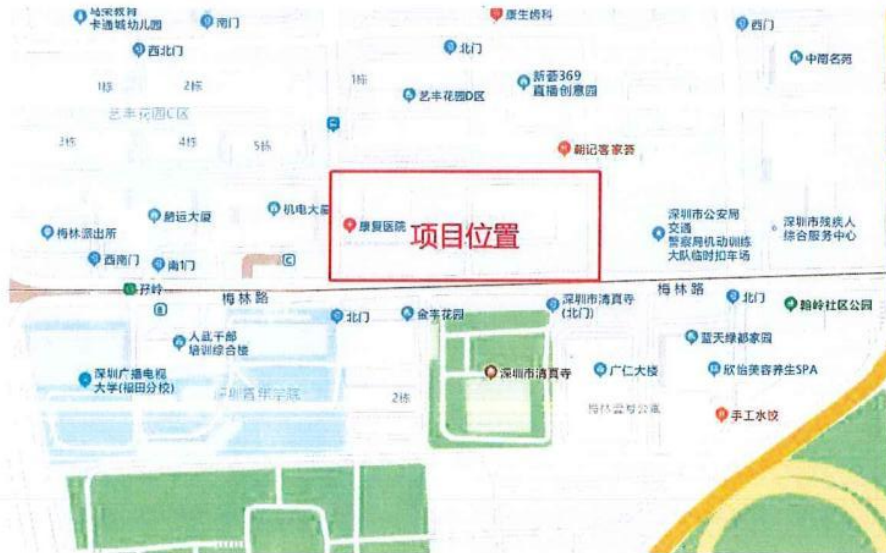 卡通城幼儿园
南门
康生齿科
西门
西北门
北门
中南名苑
1栋
2栋
1栋
新荟369
直播创意园
艺丰花园D区
艺丰花园C区
3栋
4栋
5栋
朝记客家荟
梅林派出所
鹏运大厦
机电大厦
康复医院
项目位置
深圳市公安局
交通
警察局机动训练
大队临时扣车场
深圳市残疾人
综合服务中心
西南门
南1门
C
孖岭
B
梅林路
梅林路
北门
金丰花园
深圳市清真寺
(北门)
北门
翰岭社区公园
人武干部
培训综合楼
蓝天绿都家园
深圳广播电视
大学(福田分校)
深圳青年学院
2栋
深圳市清真寺
广仁大楼
欣怡美容养生SPA
手工水饺